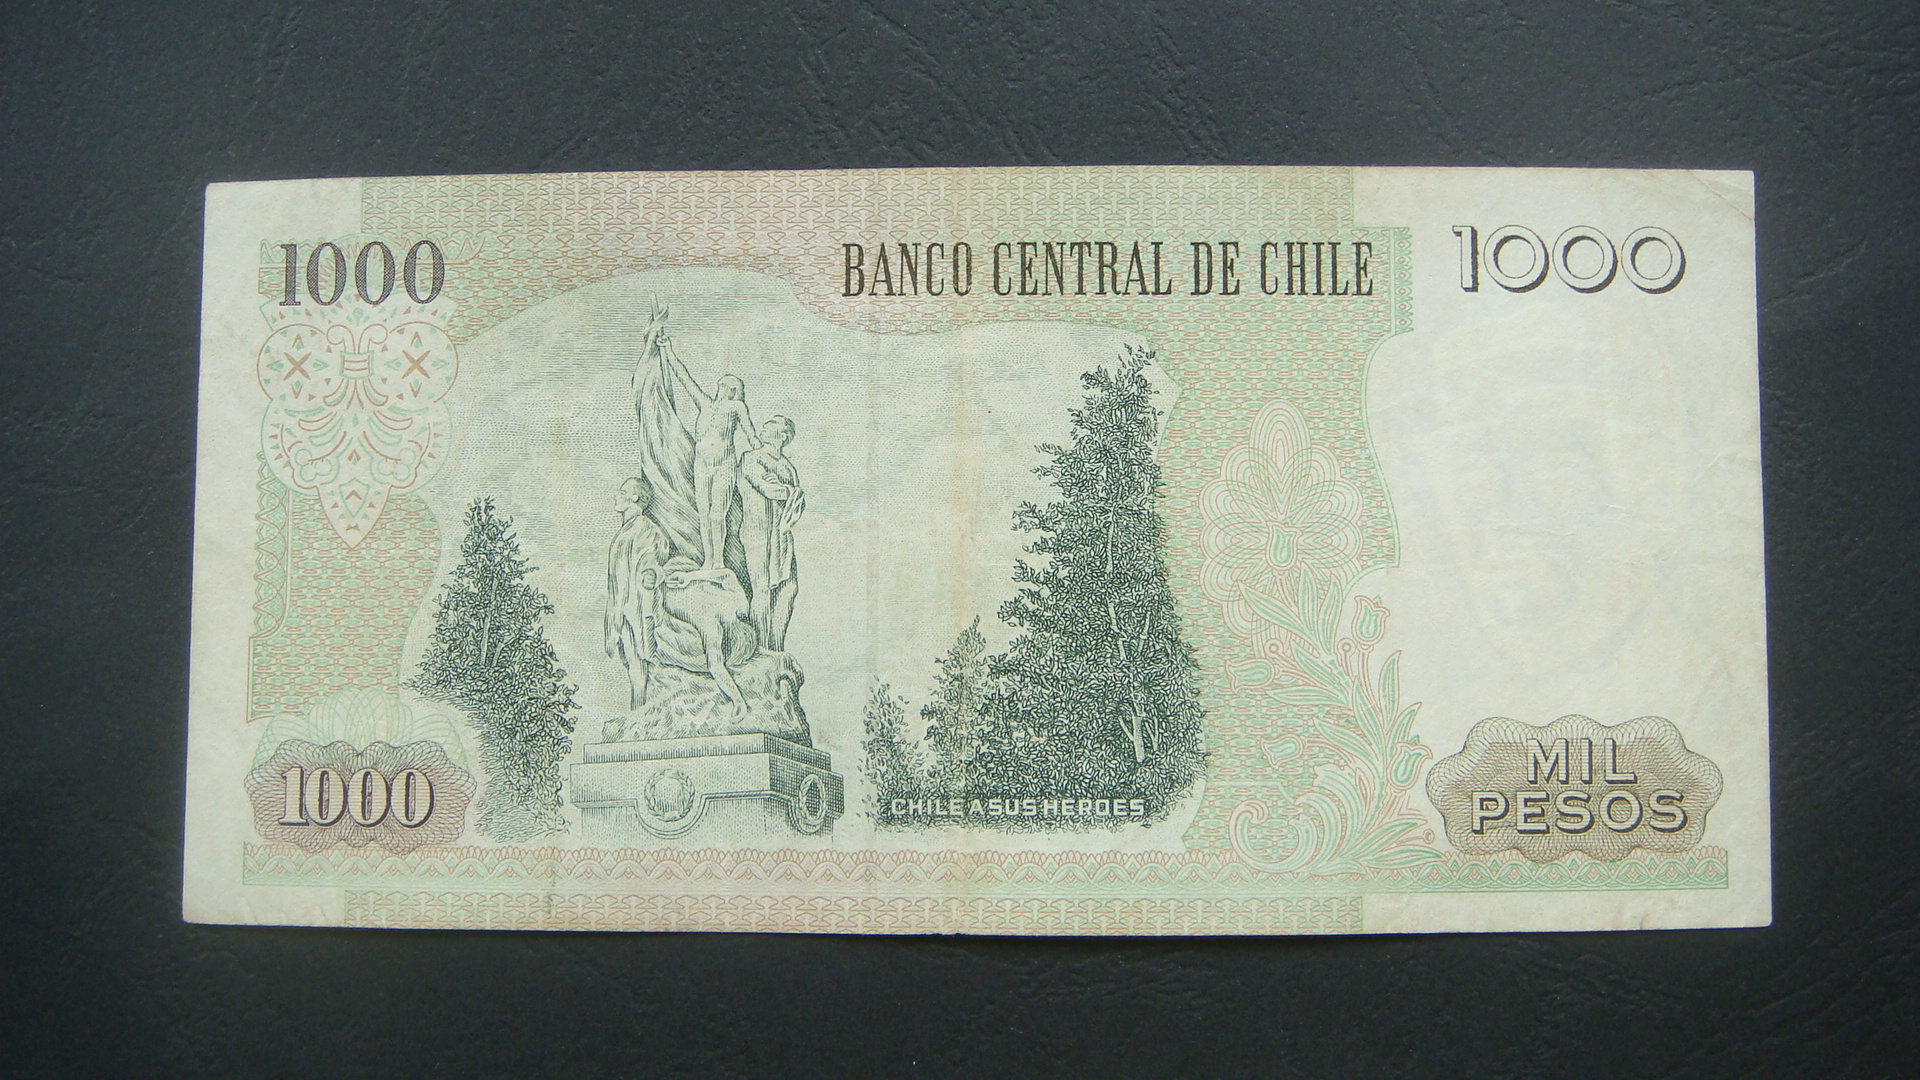 1000
BANCO CENTRAL DE CHILE
1000
1000
CHILE A SUS HEROES
MIL
PESOS